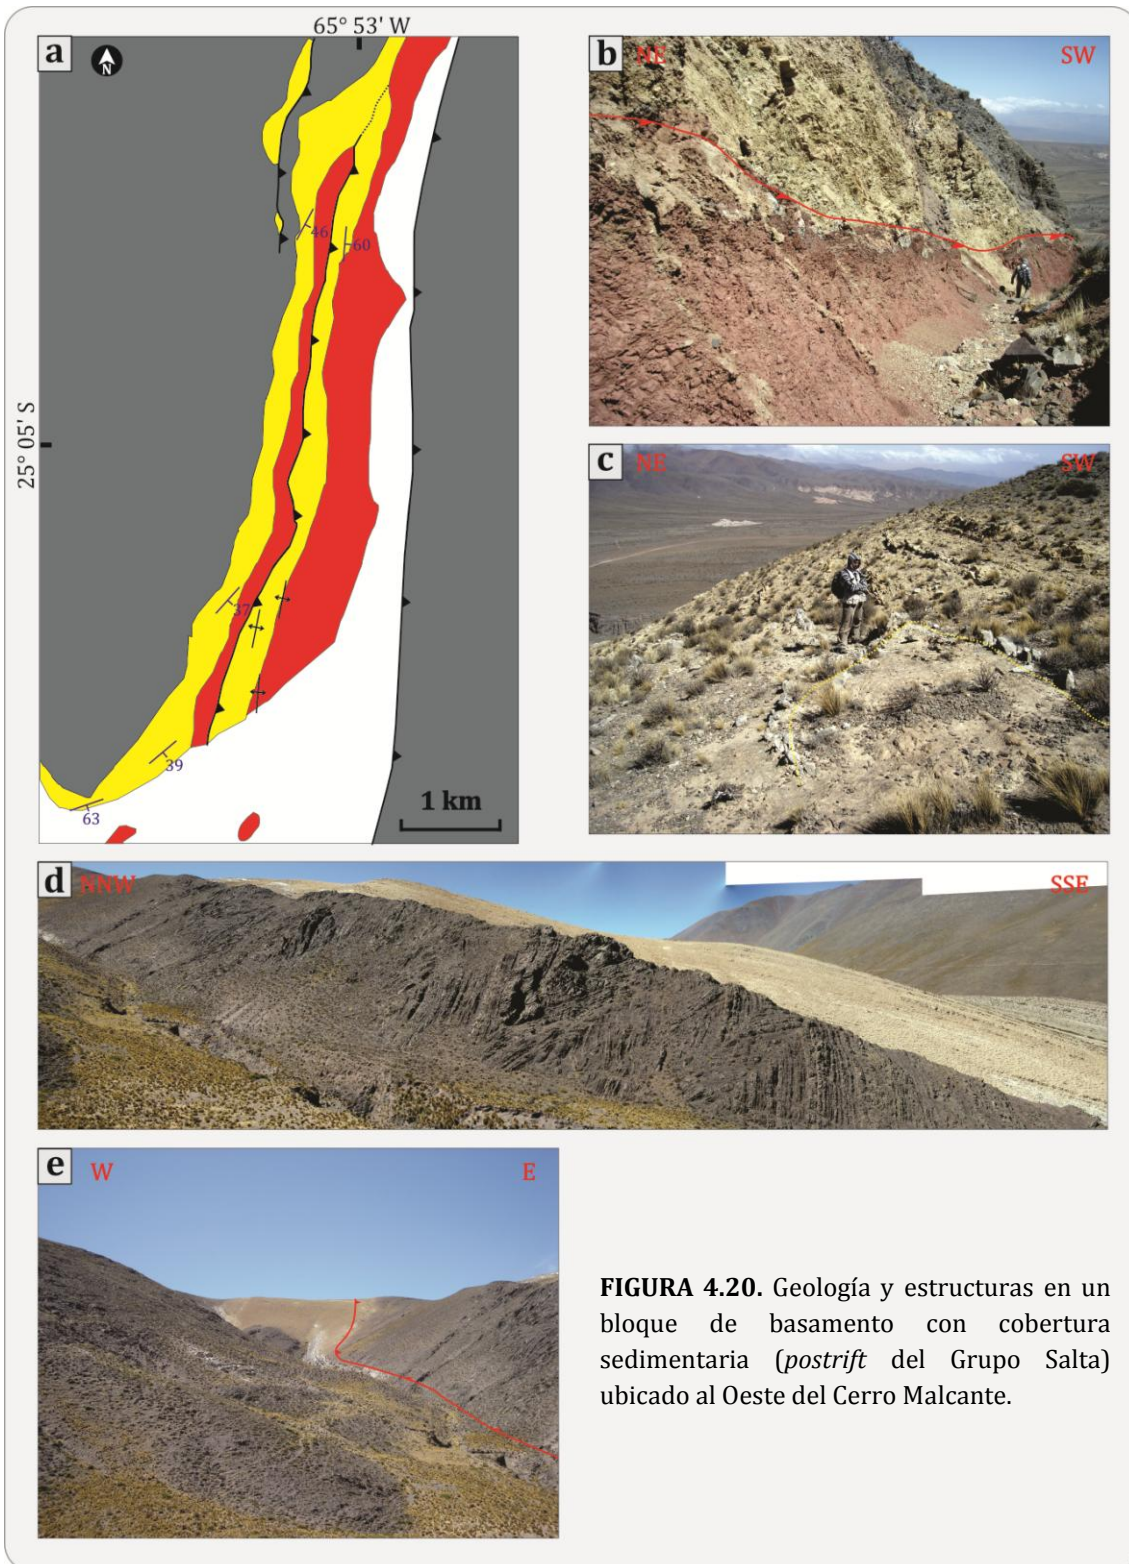 65° 53' W
a
N
25° 05' S
46
60
37
39
63
1 km
b
NE
SW
c
NE
SW
d
NNW
SSE
e
W
E
FIGURA 4.20. Geología y estructuras en un
bloque de basamento con cobertura
sedimentaria (postrift del Grupo Salta)
ubicado al Oeste del Cerro Malcante.